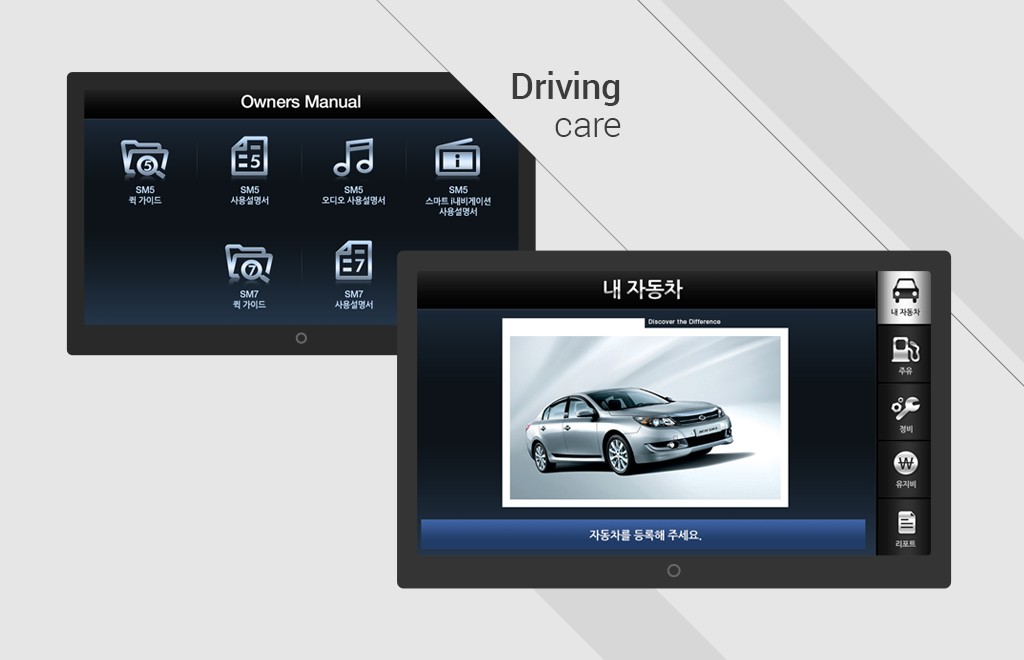 Driving
care
Owners Manual
5
SM5
퀵 가이드
5
SM5
사용설명서
SM5
오디오 사용설명서
i
SM5
스마트 i내비게이션
사용설명서
7
SM7
퀵 가이드
7
SM7
사용설명서
내 자동차
Discover the Difference
자동차를 등록해 주세요.
내 자동차
주유
정비
₩
유지비
리포트